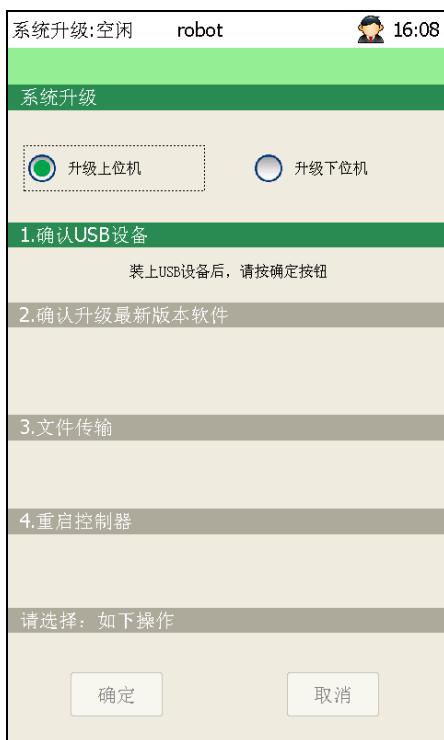 系统升级:空闲 robot 16:08
系统升级
升级上位机 升级下位机
1.确认USB设备
装上USB设备后，请按确定按钮
2.确认升级最新版本软件
3.文件传输
4.重启控制器
请选择：如下操作
确定 取消